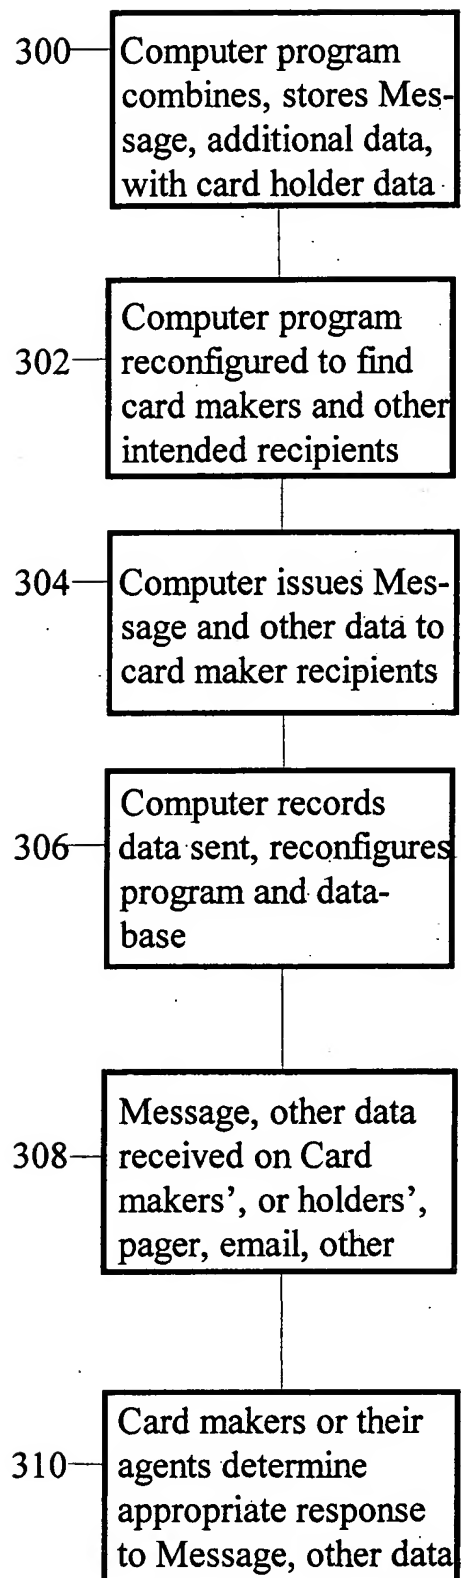 300
Computer program
combines, stores Mes-
sage, additional data,
with card holder data
302
Computer program
reconfigured to find
card makers and other
intended recipients
304
Computer issues Mes-
sage and other data to
card maker recipients
306
Computer records
data sent, reconfigures
program and data-
base
308
Message, other data
received on Card
makers', or holders',
pager, email, other
310
Card makers or their
agents determine
appropriate response
to Message, other data